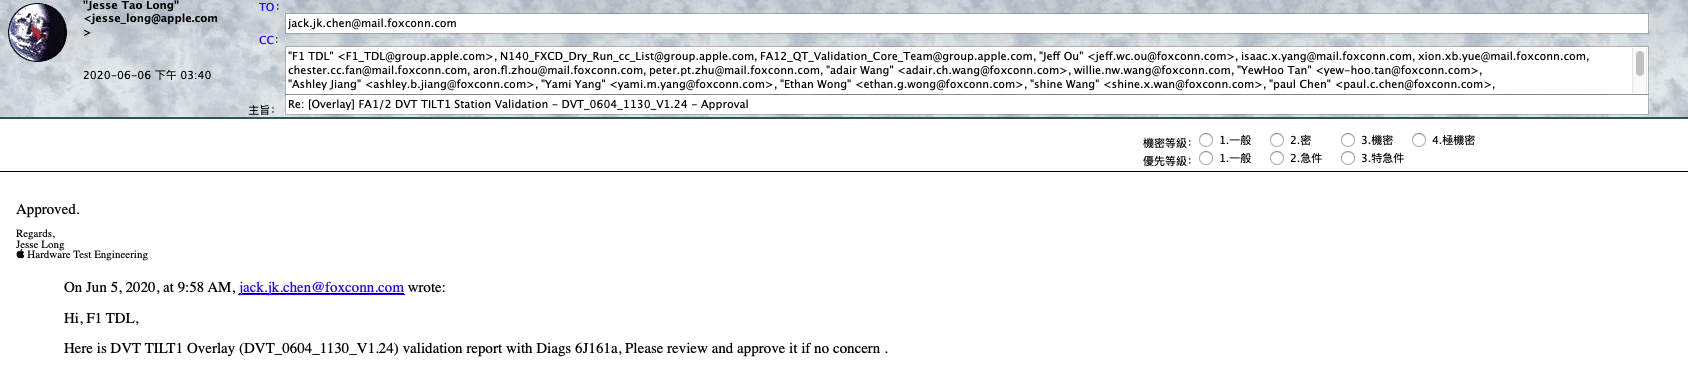 "Jesse Tao Long"
<jesse_long@apple.com
>
2020-06-06 下午 03:40
TO:
jack.jk.chen@mail.foxconn.com
CC:
"F1 TDL" <F1_TDL@group.apple.com>, N140_FXCD_Dry_Run_cc_List@group.apple.com, FA12_QT_Validation_Core_Team@group.apple.com, "Jeff Ou" <jeff.wc.ou@foxconn.com>, isaac.x.yang@mail.foxconn.com, xion.xb.yue@mail.foxconn.com,
chester.cc.fan@mail.foxconn.com, aron.fl.zhou@mail.foxconn.com, peter.pt.zhu@mail.foxconn.com, "adair Wang" <adair.ch.wang@foxconn.com>, willie.nw.wang@foxconn.com, "YewHoo Tan" <yew-hoo.tan@foxconn.com>,
"Ashley Jiang" <ashley.b.jiang@foxconn.com>, "Yami Yang" <yami.m.yang@foxconn.com>, "Ethan Wong" <ethan.g.wong@foxconn.com>, "shine Wang" <shine.x.wan@foxconn.com>, "paul Chen" <paul.c.chen@foxconn.com>,
主旨:
Re: [Overlay] FA1/2 DVT TILT1 Station Validation - DVT_0604_1130_V1.24 - Approval
機密等級: 1.一般 2.密 3.機密 4.極機密
優先等級: 1.一般 2.急件 3.特急件
Approved.
Regards,
Jesse Long
Hardware Test Engineering
On Jun 5, 2020, at 9:58 AM, jack.jk.chen@foxconn.com wrote:
Hi, F1 TDL,
Here is DVT TILT1 Overlay (DVT_0604_1130_V1.24) validation report with Diags 6J161a, Please review and approve it if no concern .